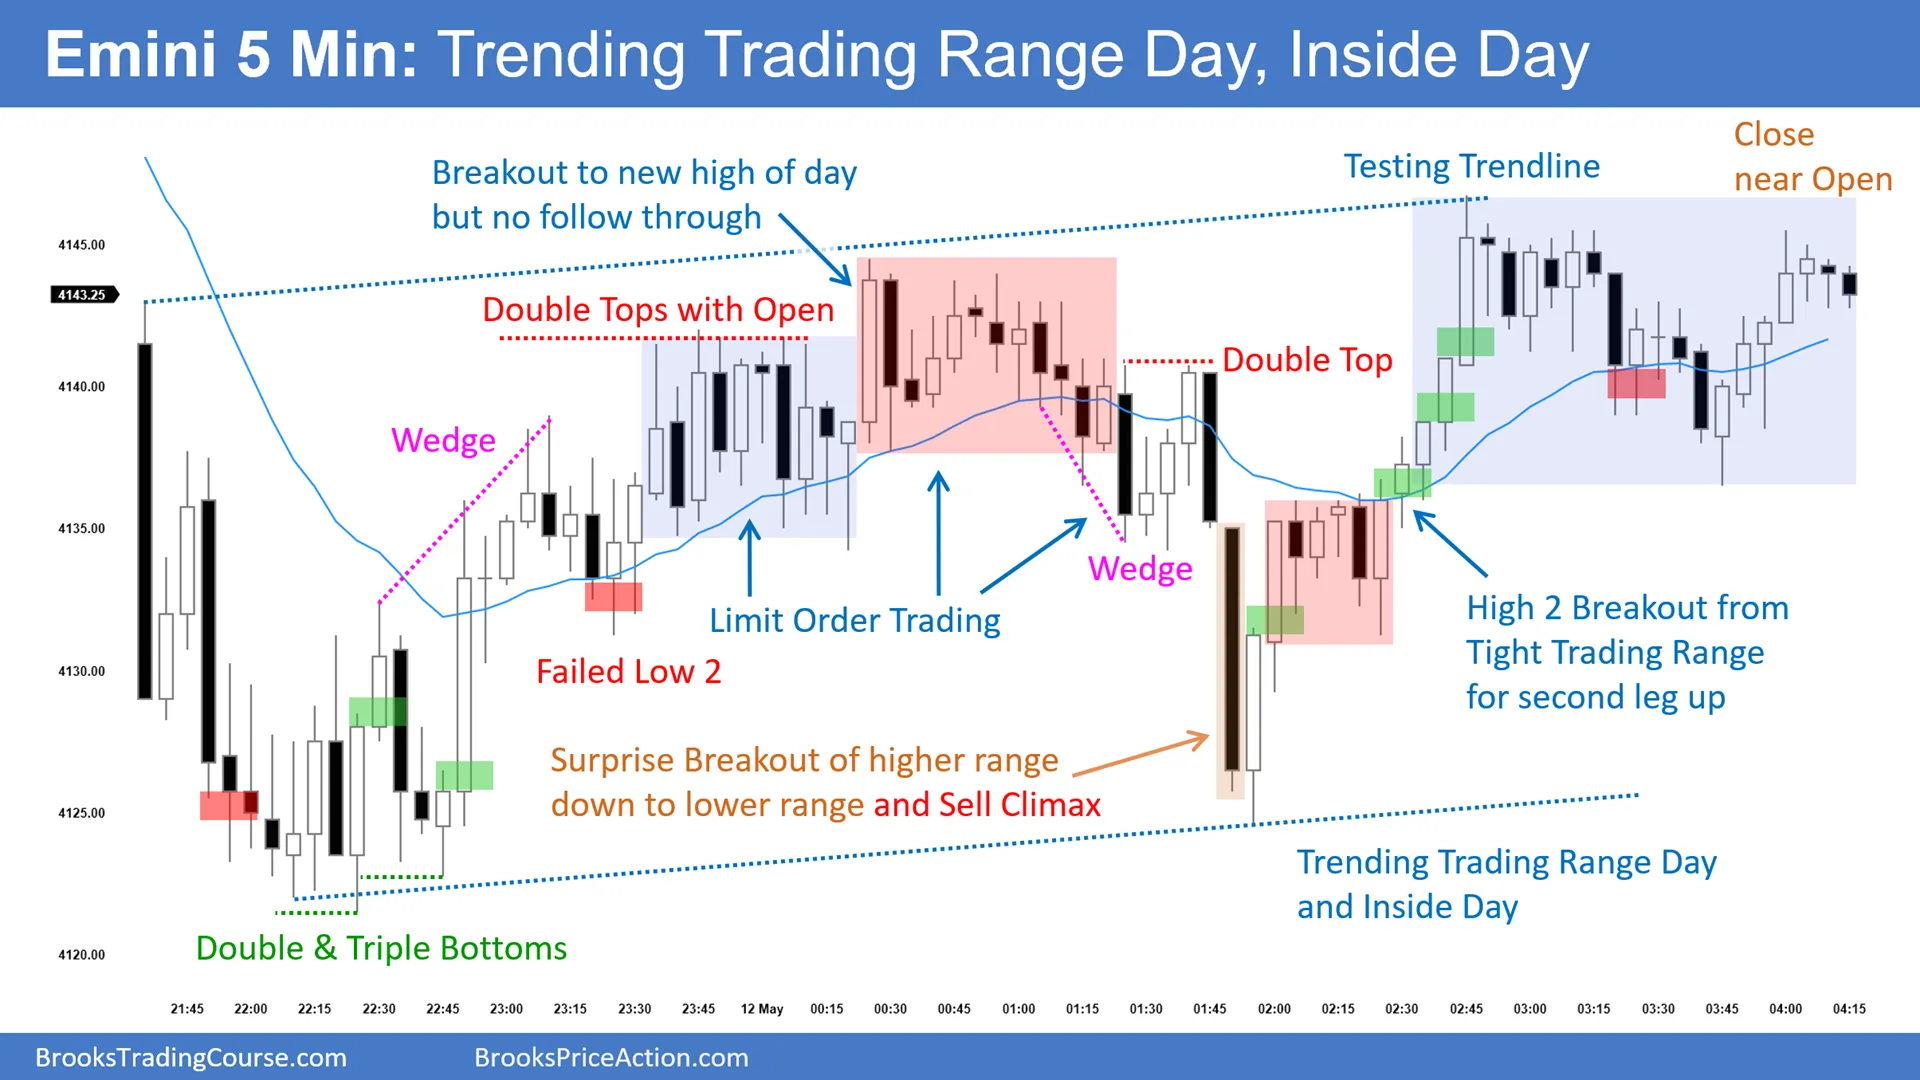 Emini 5 Min: Trending Trading Range Day, Inside Day
Close
near Open
Testing Trendline
Breakout to new high of day
but no follow through
4145.00
4143.25
Double Tops with Open
Double Top
4140.00
Wedge
4135.00
Wedge
Limit Order Trading
High 2 Breakout from
Tight Trading Range
for second leg up
Failed Low 2
4130.00
Surprise Breakout of higher range
down to lower range and Sell Climax
4125.00
Trending Trading Range Day
and Inside Day
Double & Triple Bottoms
4120.00
21:45 22:00 22:15 22:30 22:45 23:00 23:15 23:30 23:45 12 May 00:15 00:30 00:45 01:00 01:15 01:30 01:45 02:00 02:15 02:30 02:45 03:00 03:15 03:30 03:45 04:00 04:15
BrooksTradingCourse.com BrooksPriceAction.com